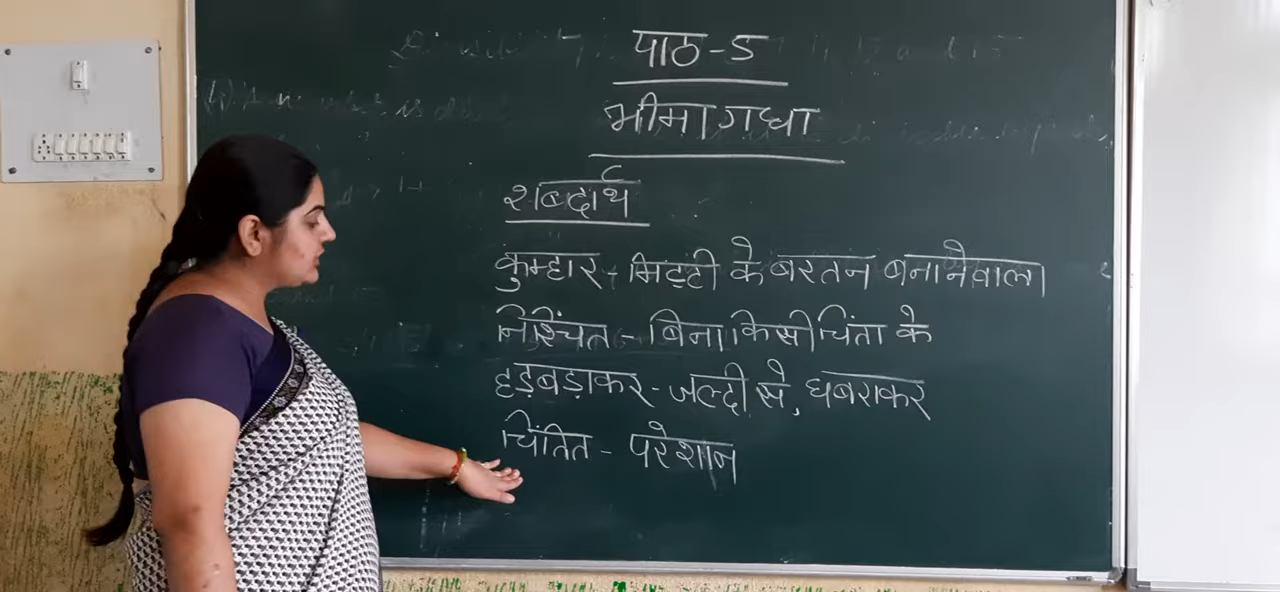 पाठ-5
भीमा गधा
शब्दार्थ
कुम्हार - मिट्टी के बरतन बनानेवाला
निश्चिंत - बिना किसी चिंता के
हड़बड़ाकर - जल्दी से, घबराकर
चिंतित - परेशान